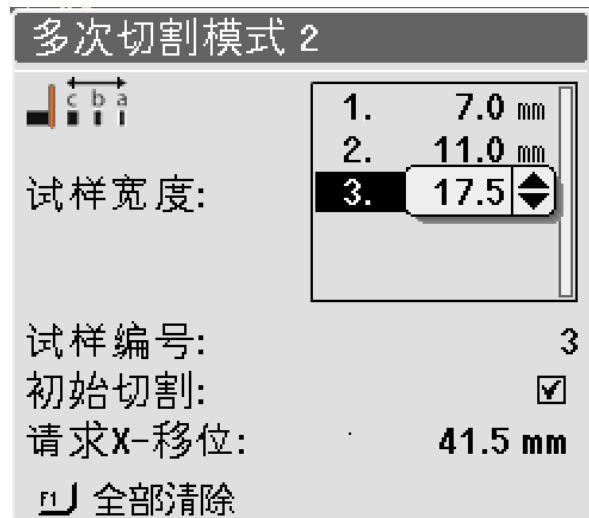 多次切割模式 2
c b a
1. 7.0 mm
2. 11.0 mm
试样宽度:
3. 17.5
试样编号: 3
初始切割:
请求X-移位: 41.5 mm
F1 全部清除